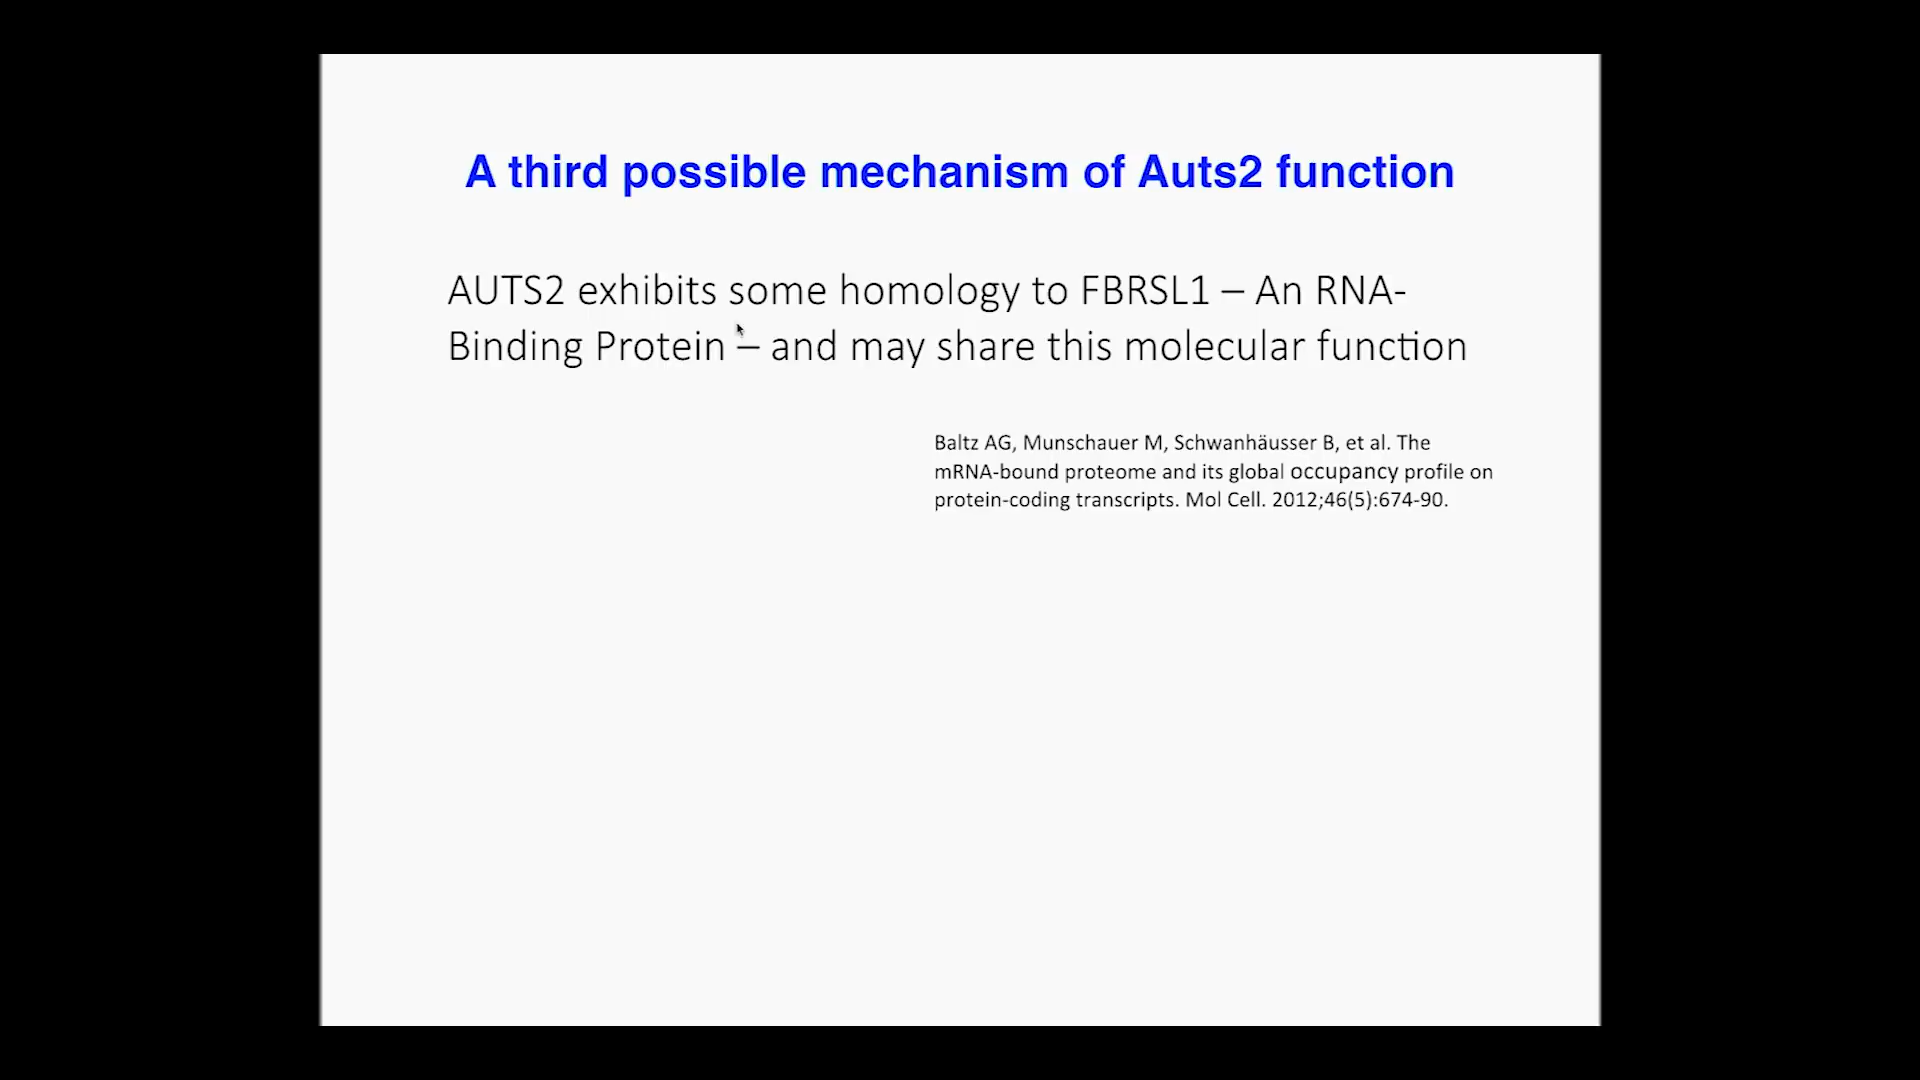 A third possible mechanism of Auts2 function
AUTS2 exhibits some homology to FBRSL1 – An RNA-
Binding Protein – and may share this molecular function
Baltz AG, Munschauer M, Schwanhäusser B, et al. The
mRNA-bound proteome and its global occupancy profile on
protein-coding transcripts. Mol Cell. 2012;46(5):674-90.